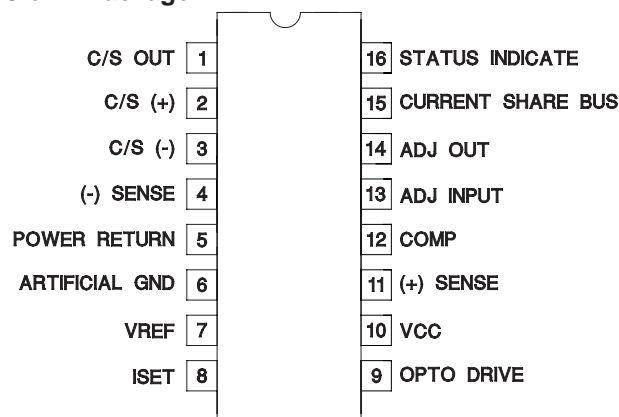 C/S OUT 1 16 STATUS INDICATE
C/S (+) 2 15 CURRENT SHARE BUS
C/S (-) 3 14 ADJ OUT
(-) SENSE 4 13 ADJ INPUT
POWER RETURN 5 12 COMP
ARTIFICIAL GND 6 11 (+) SENSE
VREF 7 10 VCC
ISET 8 9 OPTO DRIVE